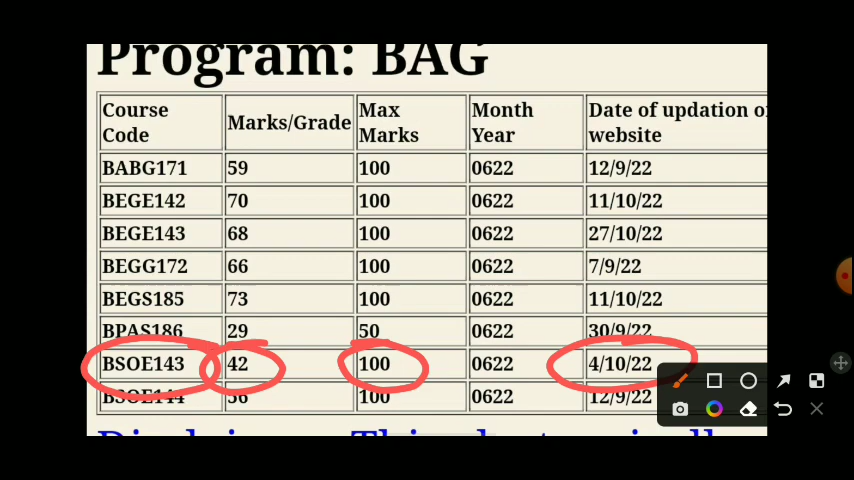 Program: BAG
Course Code Marks/Grade Max Marks Month Year Date of updation on website
BABG171 59 100 0622 12/9/22
BEGE142 70 100 0622 11/10/22
BEGE143 68 100 0622 27/10/22
BEGG172 66 100 0622 7/9/22
BEGS185 73 100 0622 11/10/22
BPAS186 29 50 0622 30/9/22
BSOE143 42 100 0622 4/10/22
BSOE144 36 100 0622 12/9/22